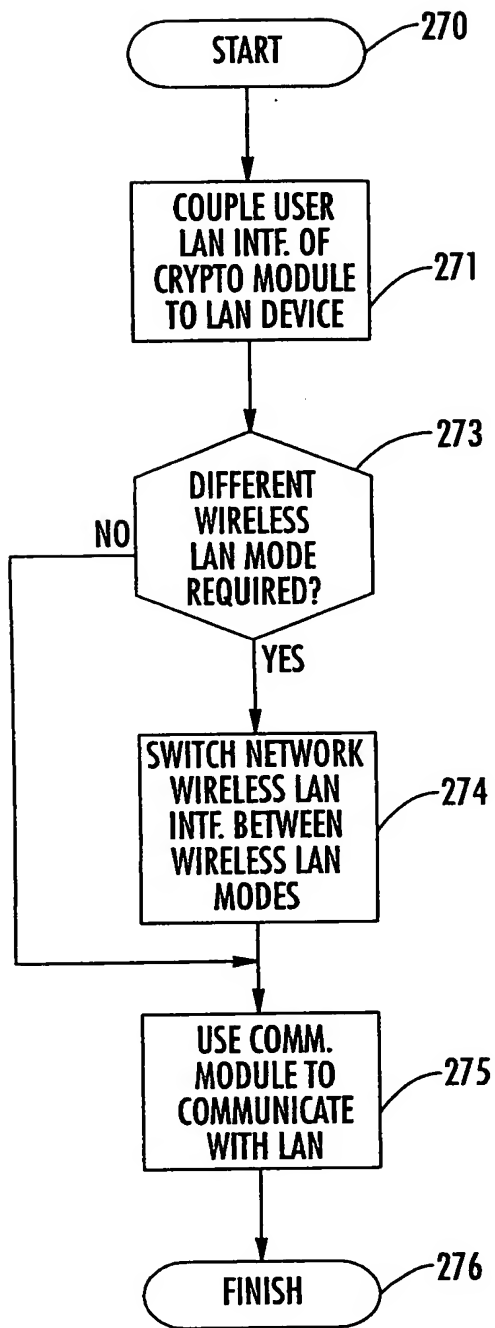 START
270
COUPLE USER
LAN INTF. OF
CRYPTO MODULE
TO LAN DEVICE
271
273
DIFFERENT
WIRELESS
LAN MODE
REQUIRED?
NO
YES
SWITCH NETWORK
WIRELESS LAN
INTF. BETWEEN
WIRELESS LAN
MODES
274
USE COMM.
MODULE TO
COMMUNICATE
WITH LAN
275
FINISH
276